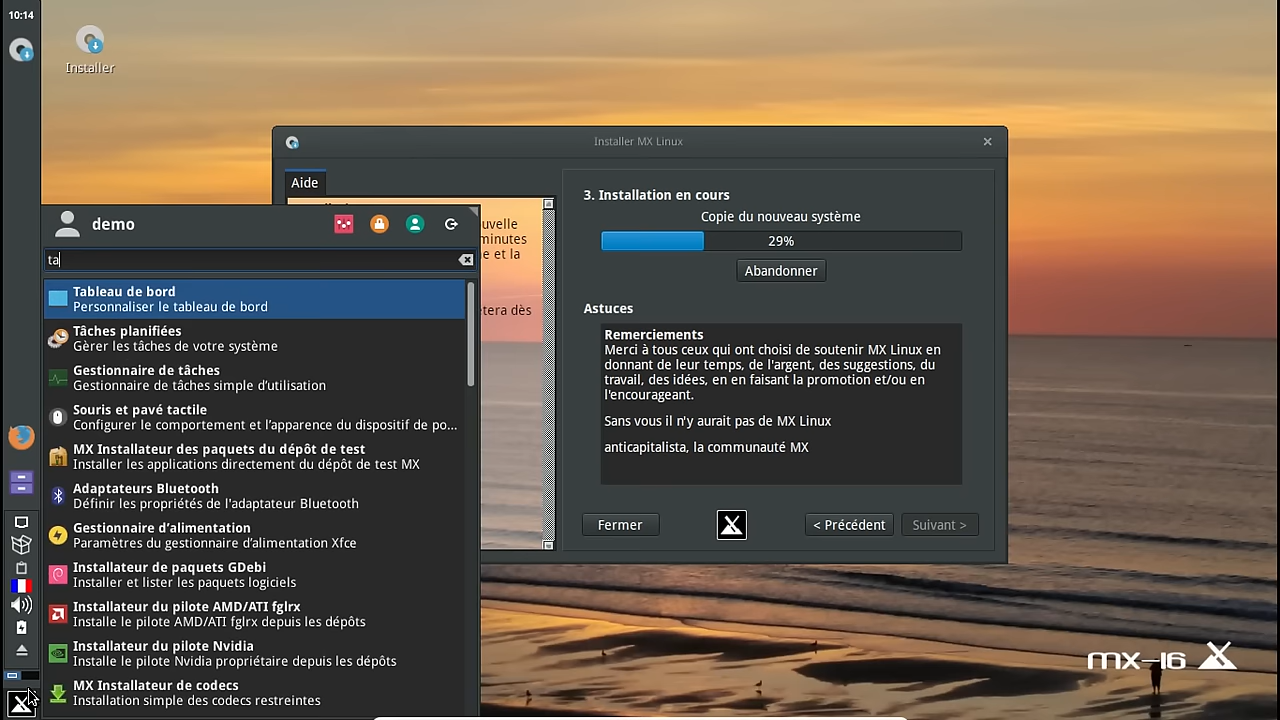 10:14
Installer
Installer MX Linux
Aide
uvelle
minutes
e et la
tera dès
3. Installation en cours
Copie du nouveau système
29%
Abandonner
Astuces
Remerciements
Merci à tous ceux qui ont choisi de soutenir MX Linux en
donnant de leur temps, de l'argent, des suggestions, du
travail, des idées, en en faisant la promotion et/ou en
l'encourageant.
Sans vous il n'y aurait pas de MX Linux
anticapitalista, la communauté MX
Fermer
< Précédent
Suivant >
demo
ta
Tableau de bord
Personnaliser le tableau de bord
Tâches planifiées
Gèrer les tâches de votre système
Gestionnaire de tâches
Gestionnaire de tâches simple d’utilisation
Souris et pavé tactile
Configurer le comportement et l’apparence du dispositif de po...
MX Installateur des paquets du dépôt de test
Installer les applications directement du dépôt de test MX
Adaptateurs Bluetooth
Définir les propriétés de l'adaptateur Bluetooth
Gestionnaire d’alimentation
Paramètres du gestionnaire d’alimentation Xfce
Installateur de paquets GDebi
Installer et lister les paquets logiciels
Installateur du pilote AMD/ATI fglrx
Installe le pilote AMD/ATI fglrx depuis les dépôts
Installateur du pilote Nvidia
Installe le pilote Nvidia propriétaire depuis les dépôts
MX Installateur de codecs
Installation simple des codecs restreintes
mx-16